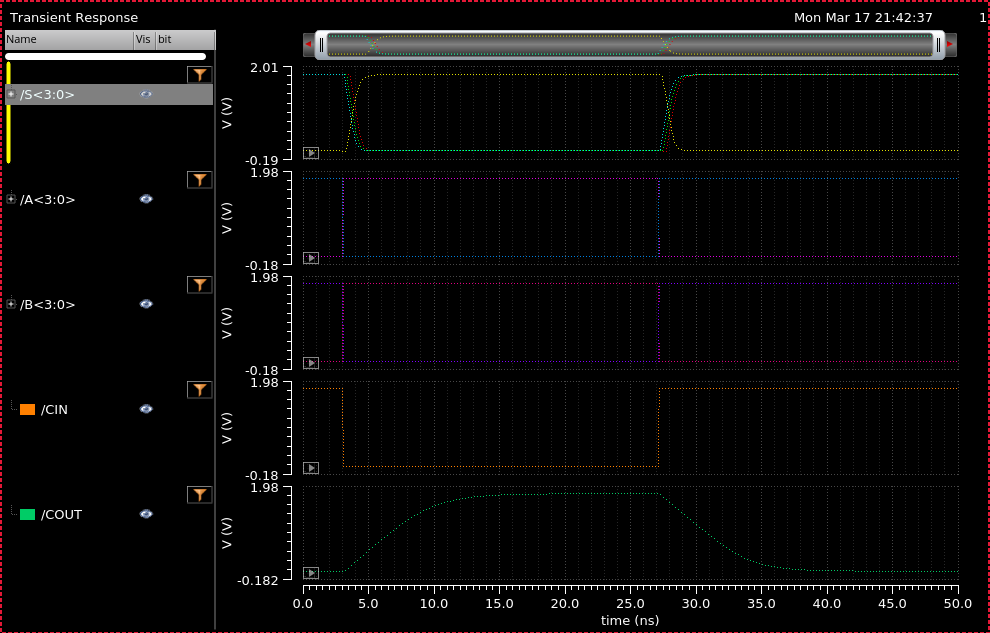 Transient Response
Mon Mar 17 21:42:37
1
Name Vis bit
/S<3:0>
2.01
V (V)
-0.19
/A<3:0>
1.98
V (V)
-0.18
/B<3:0>
1.98
V (V)
-0.18
/CIN
1.98
V (V)
-0.18
/COUT
1.98
V (V)
-0.182
0.0 5.0 10.0 15.0 20.0 25.0 30.0 35.0 40.0 45.0 50.0
time (ns)